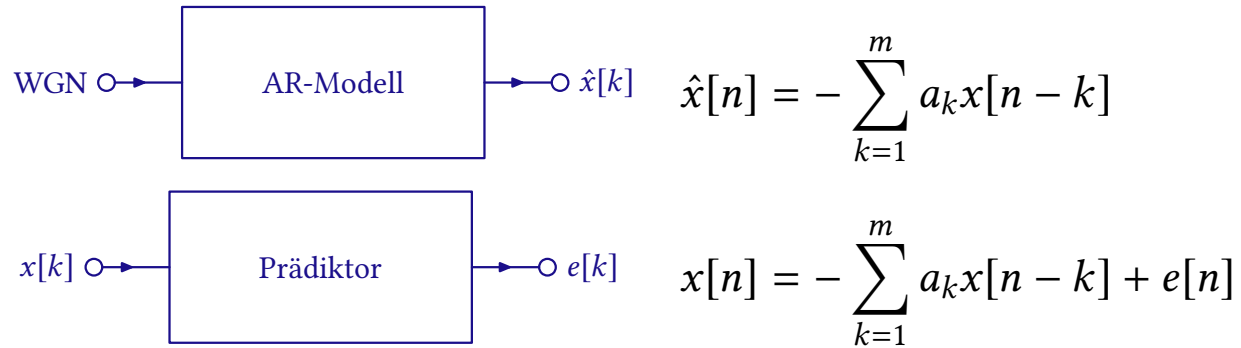 WGN AR-Modell x̂[k] x̂[n] = − ∑_{k=1}^{m} a_k x[n − k]
x[k] Prädiktor e[k] x[n] = − ∑_{k=1}^{m} a_k x[n − k] + e[n]